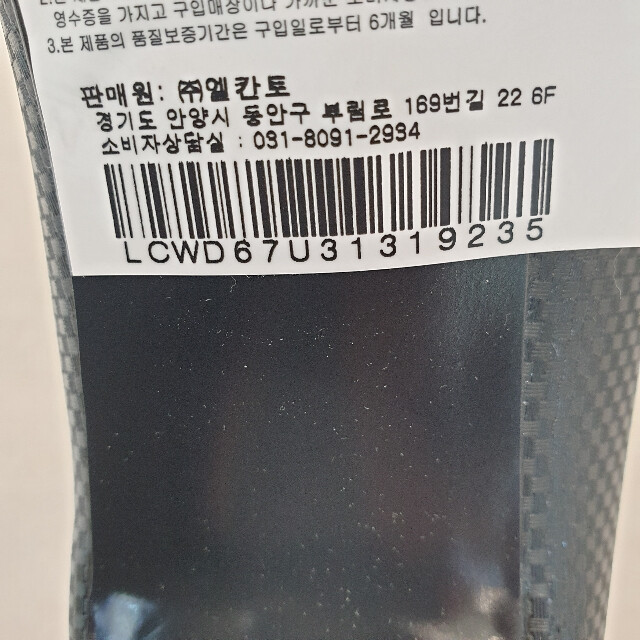 영수증을 가지고 구입매장이나 가까운
3.본 제품의 품질보증기간은 구입일로부터 6개월 입니다.
판매원: ㈜엘칸토
경기도 안양시 동안구 부림로 169번길 22 6F
소비자상담실 : 031-8091-2934
LCWD67U31319235